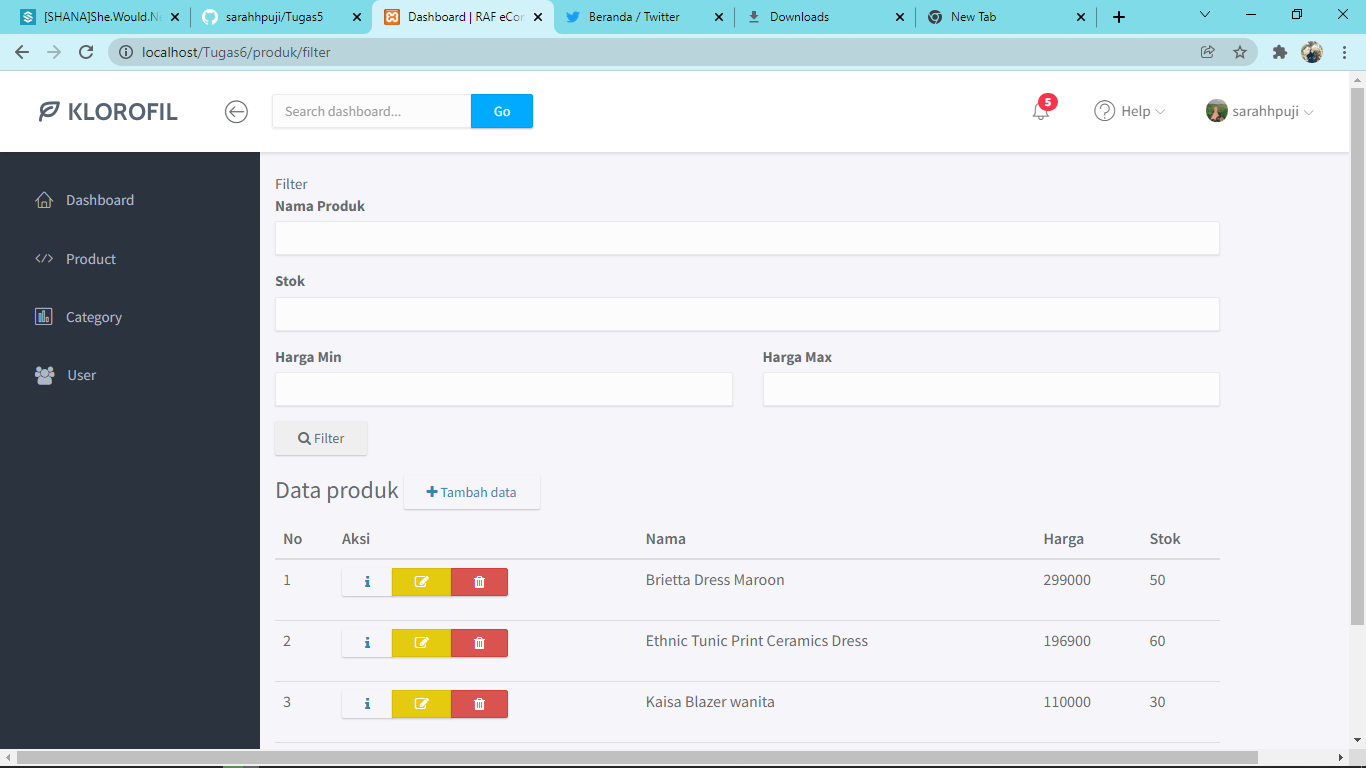 [SHANA]She.Would.Ne
sarahhpuji/Tugas5
Dashboard | RAF eCor
Beranda / Twitter
Downloads
New Tab
localhost/Tugas6/produk/filter
KLOROFIL
Search dashboard...
Go
5
Help
sarahhpuji
Dashboard
Product
Category
User
Filter
Nama Produk
Stok
Harga Min
Harga Max
Filter
Data produk
Tambah data
No Aksi Nama Harga Stok
1 Brietta Dress Maroon 299000 50
2 Ethnic Tunic Print Ceramics Dress 196900 60
3 Kaisa Blazer wanita 110000 30